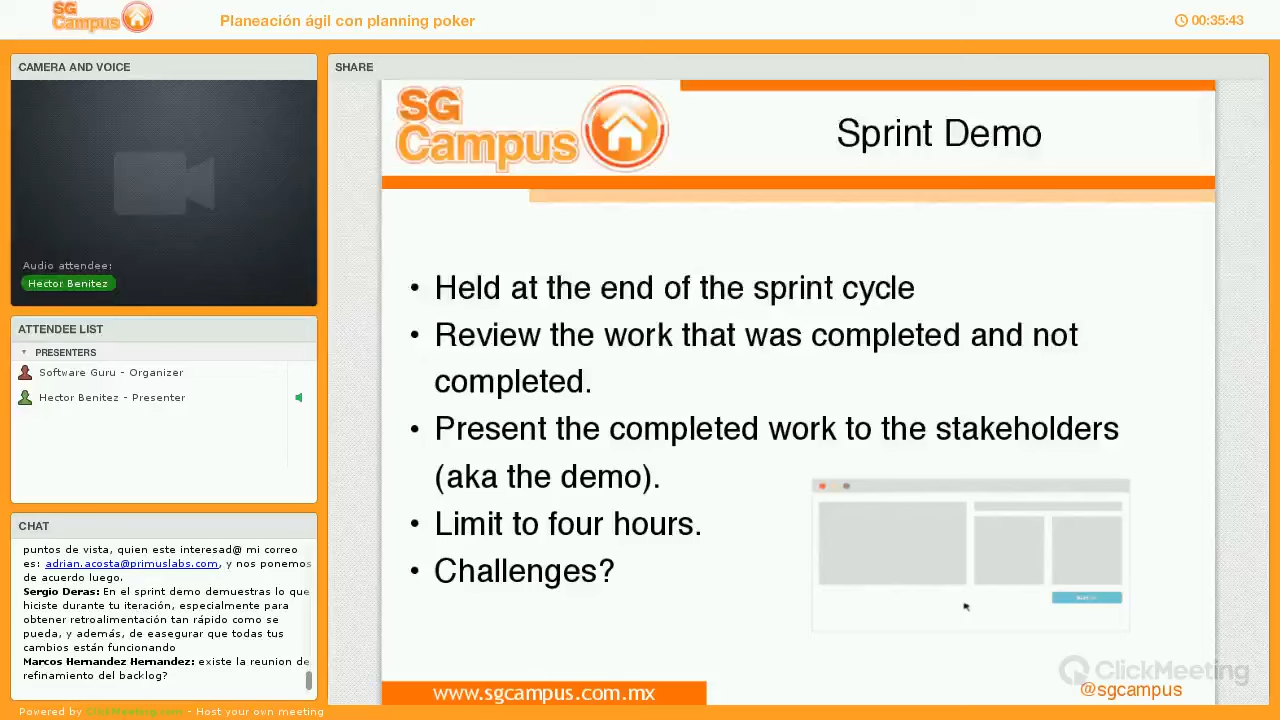 SG
Campus
Planeación ágil con planning poker
00:35:43
CAMERA AND VOICE
Audio attendee:
Hector Benitez
ATTENDEE LIST
PRESENTERS
Software Guru - Organizer
Hector Benitez - Presenter
CHAT
puntos de vista, quien este interesad@ mi correo
es: adrian.acosta@primuslabs.com, y nos ponemos
de acuerdo luego.
Sergio Deras: En el sprint demo demuestras lo que
hiciste durante tu iteración, especialmente para
obtener retroalimentación tan rápido como se
pueda, y además, de easegurar que todas tus
cambios están funcionando
Marcos Hernandez Hernandez: existe la reunion de
refinamiento del backlog?
Powered by ClickMeeting.com - Host your own meeting
SHARE
SG
Campus
Sprint Demo
• Held at the end of the sprint cycle
• Review the work that was completed and not
completed.
• Present the completed work to the stakeholders
(aka the demo).
• Limit to four hours.
• Challenges?
www.sgcampus.com.mx
ClickMeeting
@sgcampus